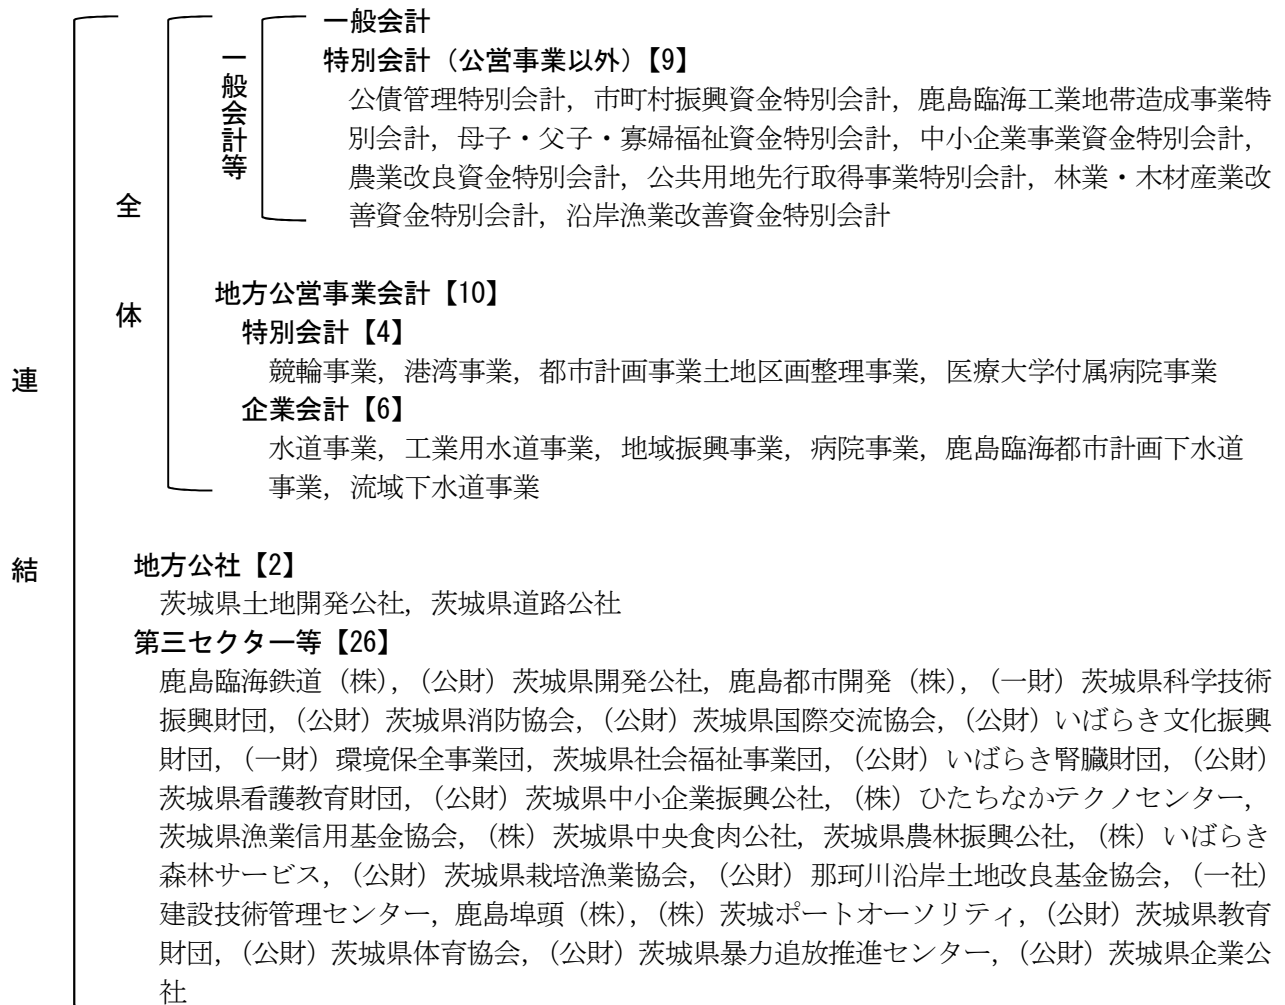 一般会計
特別会計（公営事業以外）【9】
公債管理特別会計，市町村振興資金特別会計，鹿島臨海工業地帯造成事業特
別会計，母子・父子・寡婦福祉資金特別会計，中小企業事業資金特別会計，
農業改良資金特別会計，公共用地先行取得事業特別会計，林業・木材産業改
善資金特別会計，沿岸漁業改善資金特別会計
一般会計等
全体
地方公営事業会計【10】
特別会計【4】
競輪事業，港湾事業，都市計画事業土地区画整理事業，医療大学付属病院事業
企業会計【6】
水道事業，工業用水道事業，地域振興事業，病院事業，鹿島臨海都市計画下水道
事業，流域下水道事業
連結
地方公社【2】
茨城県土地開発公社，茨城県道路公社
第三セクター等【26】
鹿島臨海鉄道（株），（公財）茨城県開発公社，鹿島都市開発（株），（一財）茨城県科学技術
振興財団，（公財）茨城県消防協会，（公財）茨城県国際交流協会，（公財）いばらき文化振興
財団，（一財）環境保全事業団，茨城県社会福祉事業団，（公財）いばらき腎臓財団，（公財）
茨城県看護教育財団，（公財）茨城県中小企業振興公社，（株）ひたちなかテクノセンター，
茨城県漁業信用基金協会，（株）茨城県中央食肉公社，茨城県農林振興公社，（株）いばらき
森林サービス，（公財）茨城県栽培漁業協会，（公財）那珂川沿岸土地改良基金協会，（一社）
建設技術管理センター，鹿島埠頭（株），（株）茨城ポートオーソリティ，（公財）茨城県教育
財団，（公財）茨城県体育協会，（公財）茨城県暴力追放推進センター，（公財）茨城県企業公
社